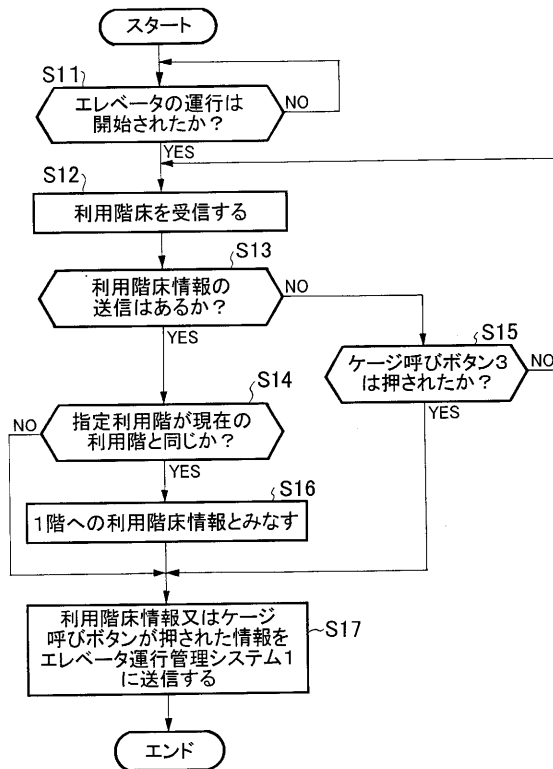 スタート
S11
エレベータの運行は
開始されたか？
NO
YES
S12
利用階床を受信する
S13
利用階床情報の
送信はあるか？
NO
YES
S15
ケージ呼びボタン3
は押されたか？
NO
YES
S14
指定利用階が現在の
利用階と同じか？
NO
YES
S16
1階への利用階床情報とみなす
利用階床情報又はケージ
呼びボタンが押された情報を
エレベータ運行管理システム1
に送信する
S17
エンド